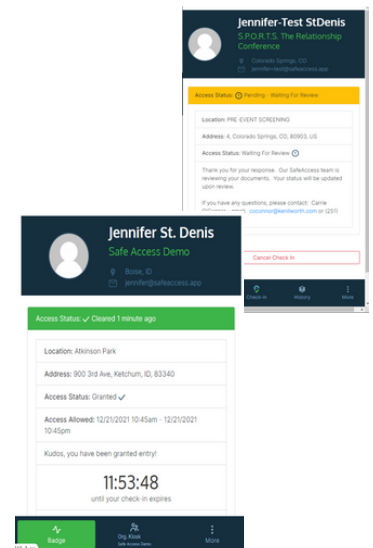 Jennifer-Test StDenis
S.P.O.R.T.S. The Relationship
Conference
Colorado Springs, CO
jennifer+test@safeaccess.app
Access Status: Pending - Waiting For Review
Location: PRE-EVENT SCREENING
Address: 4, Colorado Springs, CO, 80903, US
Access Status: Waiting For Review
Thank you for your response. Our SafeAccess team is
reviewing your documents. Your status will be updated
upon review.
If you have any questions, please contact: Carrie
or (251)
Cancel Check In
Check In
History
More
Jennifer St. Denis
Safe Access Demo
Boise, ID
jennifer@safeaccess.app
Access Status: ✓ Cleared 1 minute ago
Location: Atkinson Park
Address: 900 3rd Ave, Ketchum, ID, 83340
Access Status: Granted ✓
Access Allowed: 12/21/2021 10:45am - 12/21/2021
10:45pm
Kudos, you have been granted entry!
11:53:48
until your check-in expires
Badge
Org. Kiosk
Safe Access Demo
More